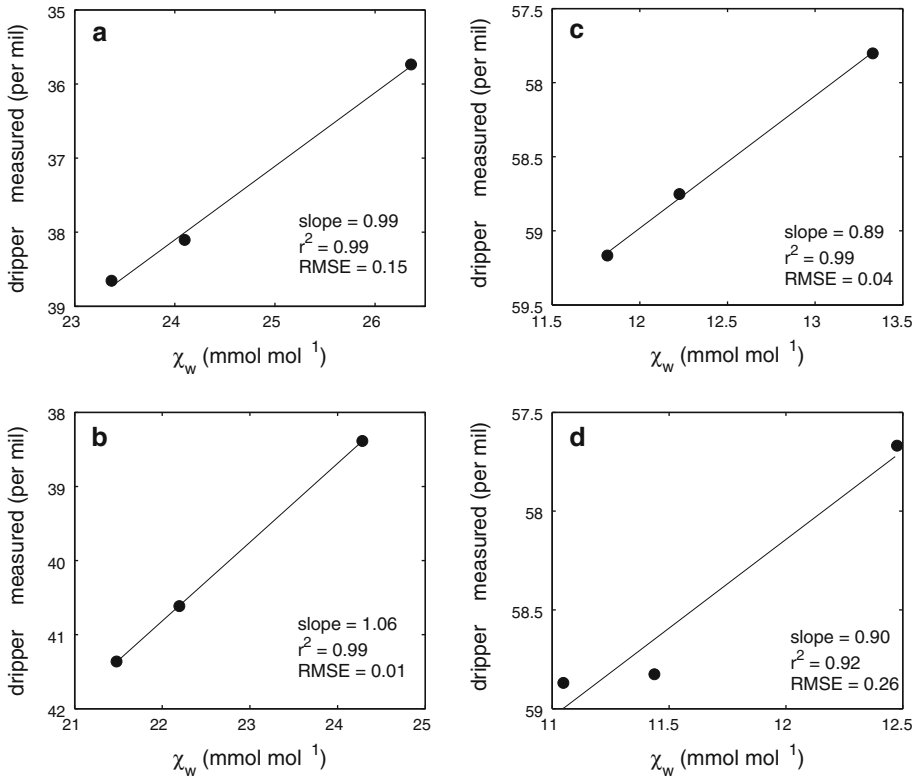 a
dripper measured (per mil)
35
36
37
38
39
slope = 0.99
r2 = 0.99
RMSE = 0.15
23 24 25 26
χw (mmol mol 1)
c
dripper measured (per mil)
57.5
58
58.5
59
59.5
slope = 0.89
r2 = 0.99
RMSE = 0.04
11.5 12 12.5 13 13.5
χw (mmol mol 1)
b
dripper measured (per mil)
38
40
41
42
slope = 1.06
r2 = 0.99
RMSE = 0.01
21 22 23 24 25
χw (mmol mol 1)
d
dripper measured (per mil)
57.5
58
58.5
59
slope = 0.90
r2 = 0.92
RMSE = 0.26
11 11.5 12 12.5
χw (mmol mol 1)